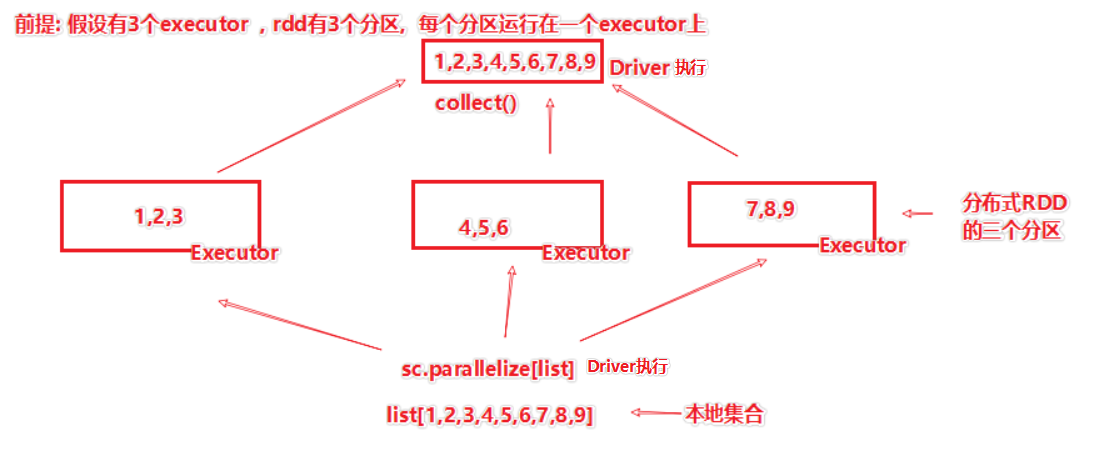 前提: 假设有3个executor , rdd有3个分区, 每个分区运行在一个executor上
1,2,3,4,5,6,7,8,9
Driver 执行
collect()
1,2,3
Executor
4,5,6
Executor
7,8,9
Executor
分布式RDD
的三个分区
sc.parallelize[list]
Driver执行
list[1,2,3,4,5,6,7,8,9]
本地集合